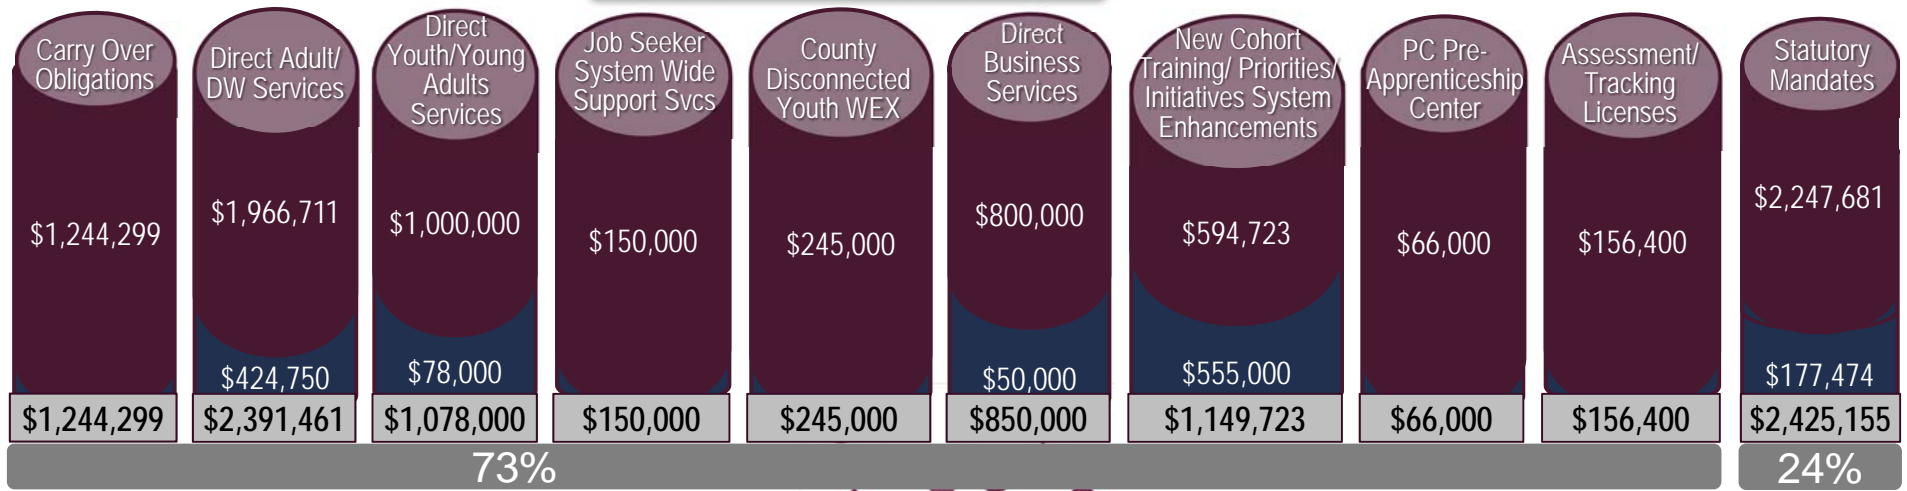 Carry Over
Obligations
Direct Adult/
DW Services
Direct
Youth/Young
Adults
Services
Job Seeker
System Wide
Support Svcs
County
Disconnected
Youth WEX
Direct
Business
Services
New Cohort
Training/ Priorities/
Initiatives System
Enhancements
PC Pre-
Apprenticeship
Center
Assessment/
Tracking
Licenses
Statutory
Mandates
$1,244,299
$1,966,711
$1,000,000
$150,000
$245,000
$800,000
$594,723
$66,000
$156,400
$2,247,681
$424,750
$78,000
$50,000
$555,000
$177,474
$1,244,299
$2,391,461
$1,078,000
$150,000
$245,000
$850,000
$1,149,723
$66,000
$156,400
$2,425,155
73%
24%